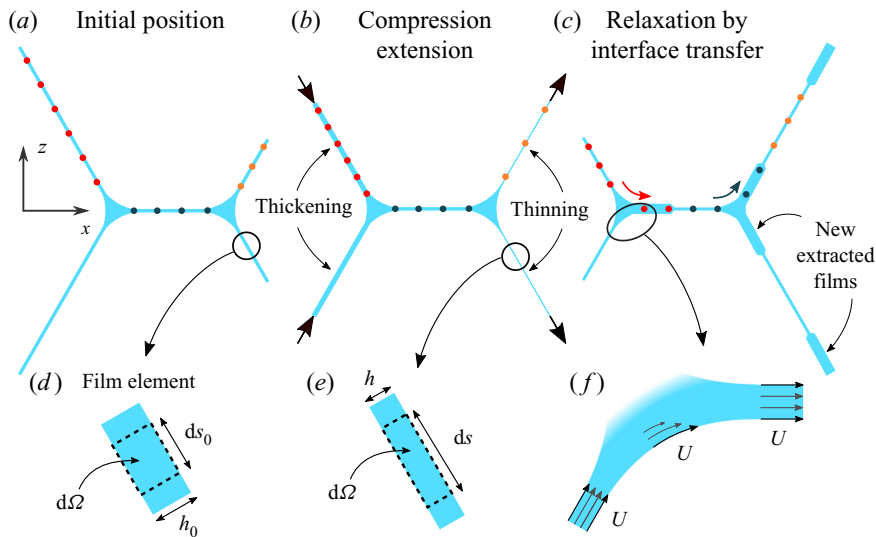 (a) Initial position
(b) Compression
extension
(c) Relaxation by
interface transfer
z
x
Thickening
Thinning
New
extracted
films
(d) Film element
ds₀
dΩ
h₀
(e)
h
ds
dΩ
(f)
U
U
U